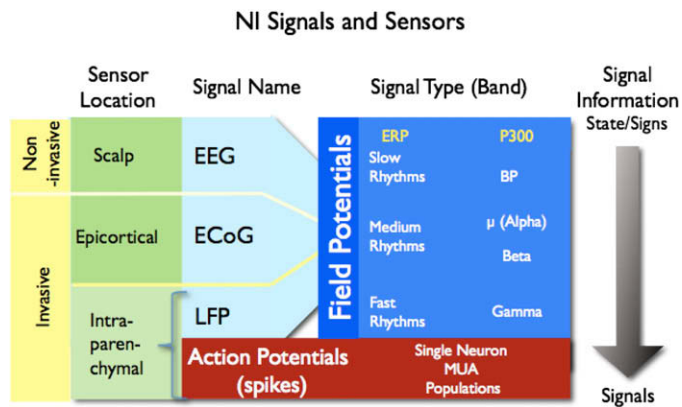 NI Signals and Sensors
Sensor
Location
Signal Name
Signal Type (Band)
Signal
Information
State/Signs
Non
-invasive
Scalp
EEG
Field Potentials
ERP
P300
Slow
Rhythms
BP
Invasive
Epicortical
ECoG
Medium
Rhythms
μ (Alpha)
Beta
Intra-
paren-
chymal
LFP
Fast
Rhythms
Gamma
Action Potentials
(spikes)
Single Neuron
MUA
Populations
Signals